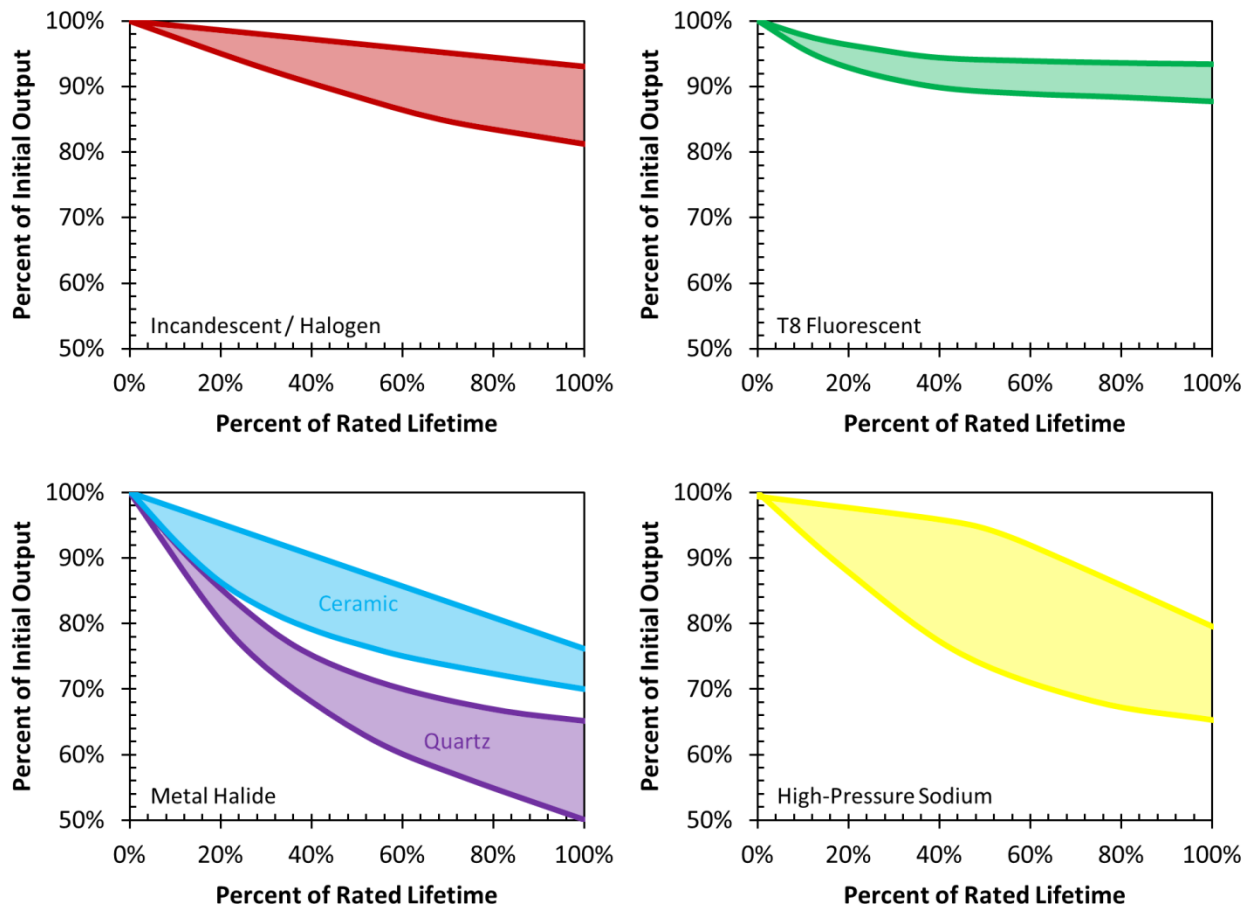 100%
90%
80%
70%
60%
50%
Percent of Initial Output
Incandescent / Halogen
0% 20% 40% 60% 80% 100%
Percent of Rated Lifetime
100%
90%
80%
70%
60%
50%
Percent of Initial Output
T8 Fluorescent
0% 20% 40% 60% 80% 100%
Percent of Rated Lifetime
100%
90%
80%
70%
60%
50%
Percent of Initial Output
Ceramic
Quartz
Metal Halide
0% 20% 40% 60% 80% 100%
Percent of Rated Lifetime
100%
90%
80%
70%
60%
50%
Percent of Initial Output
High-Pressure Sodium
0% 20% 40% 60% 80% 100%
Percent of Rated Lifetime